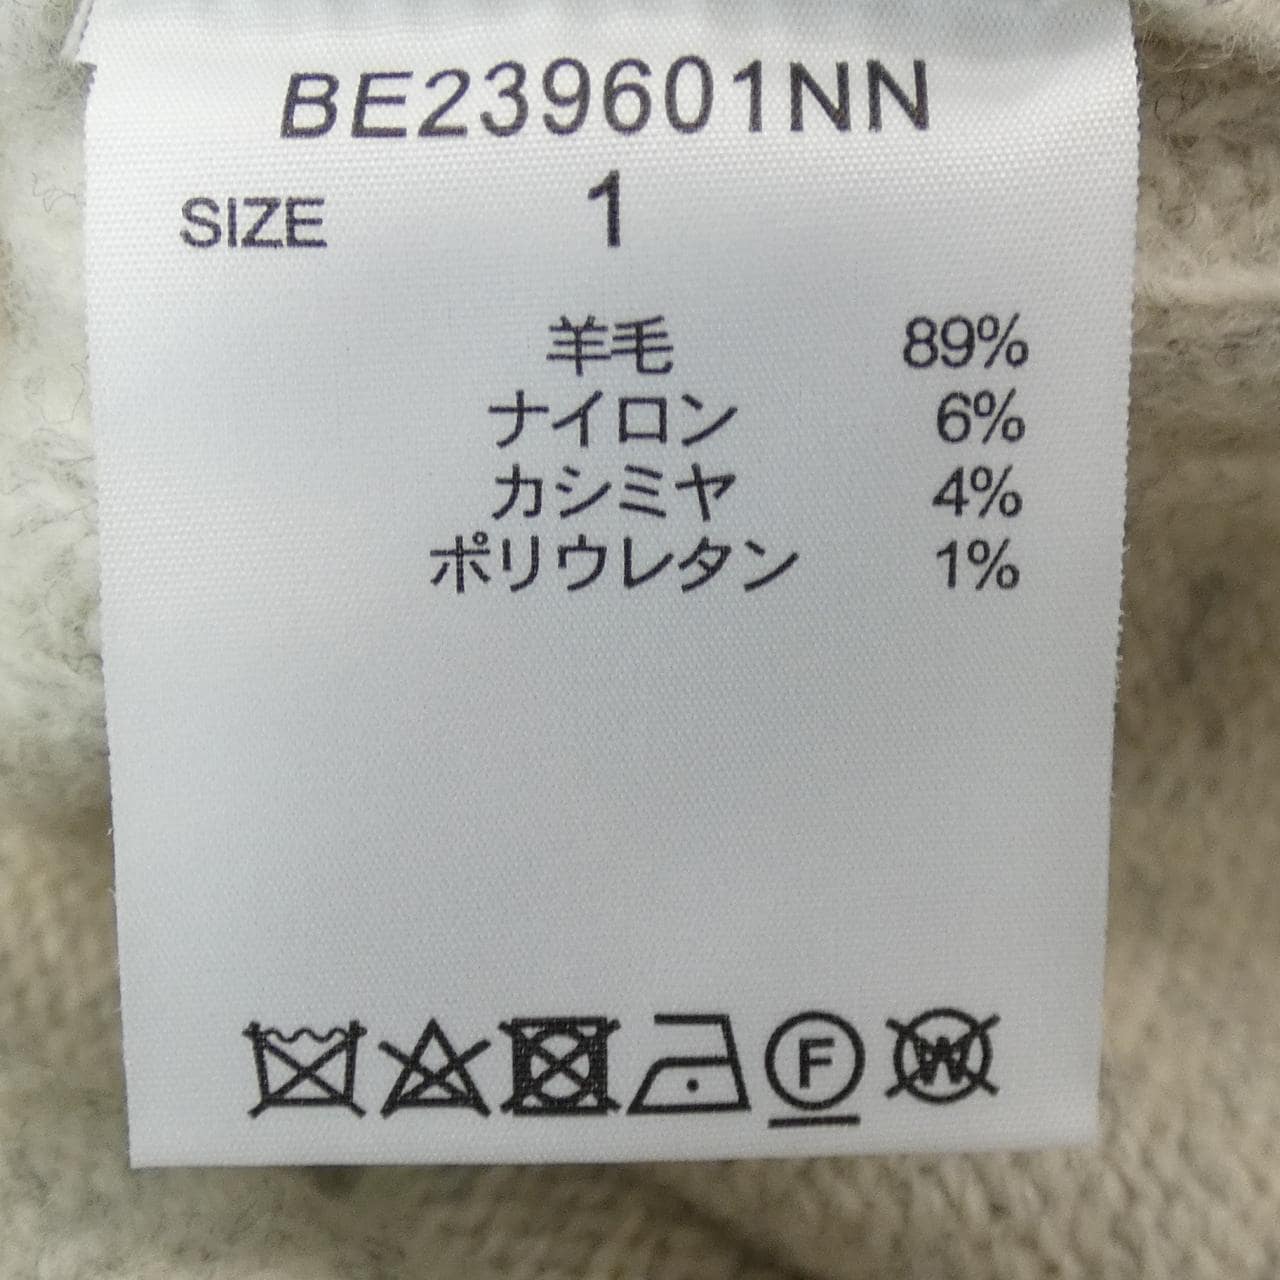 BE239601NN
SIZE 1
羊毛 89%
ナイロン 6%
カシミヤ 4%
ポリウレタン 1%
F W